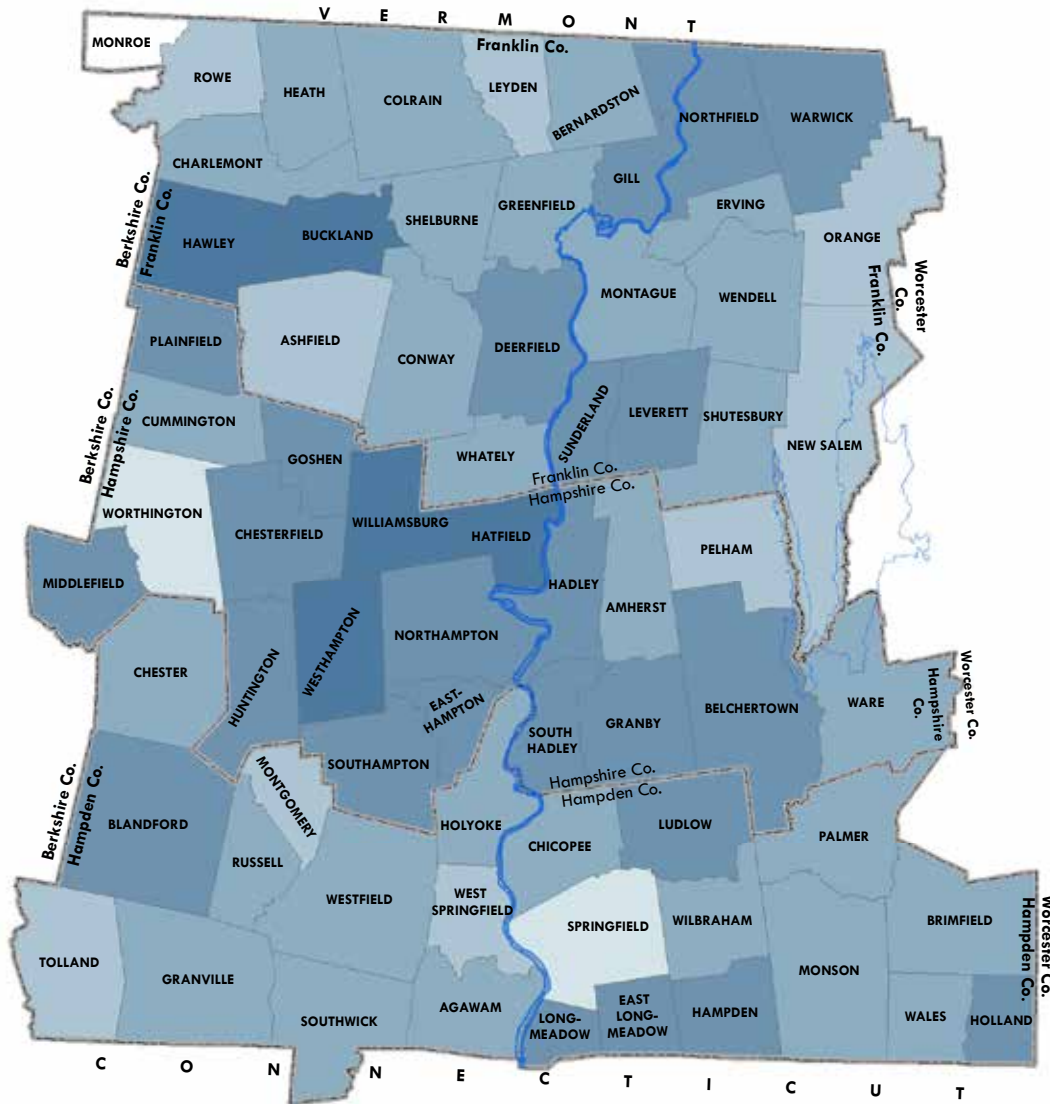 V E R M O N T
MONROE
Franklin Co.
ROWE
HEATH
COLRAIN
LEYDEN
BERNARDSTON
NORTHFIELD
WARWICK
CHARLEMONT
GILL
SHELBURNE
GREENFIELD
ERVING
Berkshire Co.
Franklin Co.
HAWLEY
BUCKLAND
ORANGE
Worcester
Co.
Franklin Co.
MONTAGUE
WENDELL
PLAINFIELD
ASHFIELD
CONWAY
DEERFIELD
SUNDERLAND
LEVERETT
SHUTESBURY
Berkshire Co.
Hampshire Co.
CUMMINGTON
NEW SALEM
GOSHEN
WHATELY
Franklin Co.
Hampshire Co.
WORTHINGTON
CHESTERFIELD
WILLIAMSBURG
HATFIELD
PELHAM
MIDDLEFIELD
HADLEY
AMHERST
NORTHAMPTON
WESTHAMPTON
CHESTER
HUNTINGTON
EAST-
HAMPTON
BELCHERTOWN
WARE
Hampshire
Co.
Worcester Co.
SOUTH
HADLEY
GRANBY
SOUTHAMPTON
Hampshire Co.
Hampden Co.
Berkshire Co.
Hampden Co.
BLANDFORD
MONTGOMERY
HOLYOKE
CHICOPEE
LUDLOW
PALMER
RUSSELL
WESTFIELD
WEST
SPRINGFIELD
SPRINGFIELD
WILBRAHAM
BRIMFIELD
Hampden Co.
Worcester Co.
TOLLAND
GRANVILLE
MONSON
SOUTHWICK
AGAWAM
LONG-
MEADOW
EAST
LONG-
MEADOW
HAMPDEN
WALES
HOLLAND
C O N N E C T I C U T